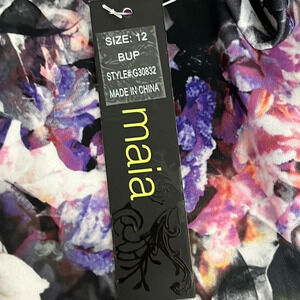 SIZE: 12
BUP
STYLE#:G30832
MADE IN CHINA
maia